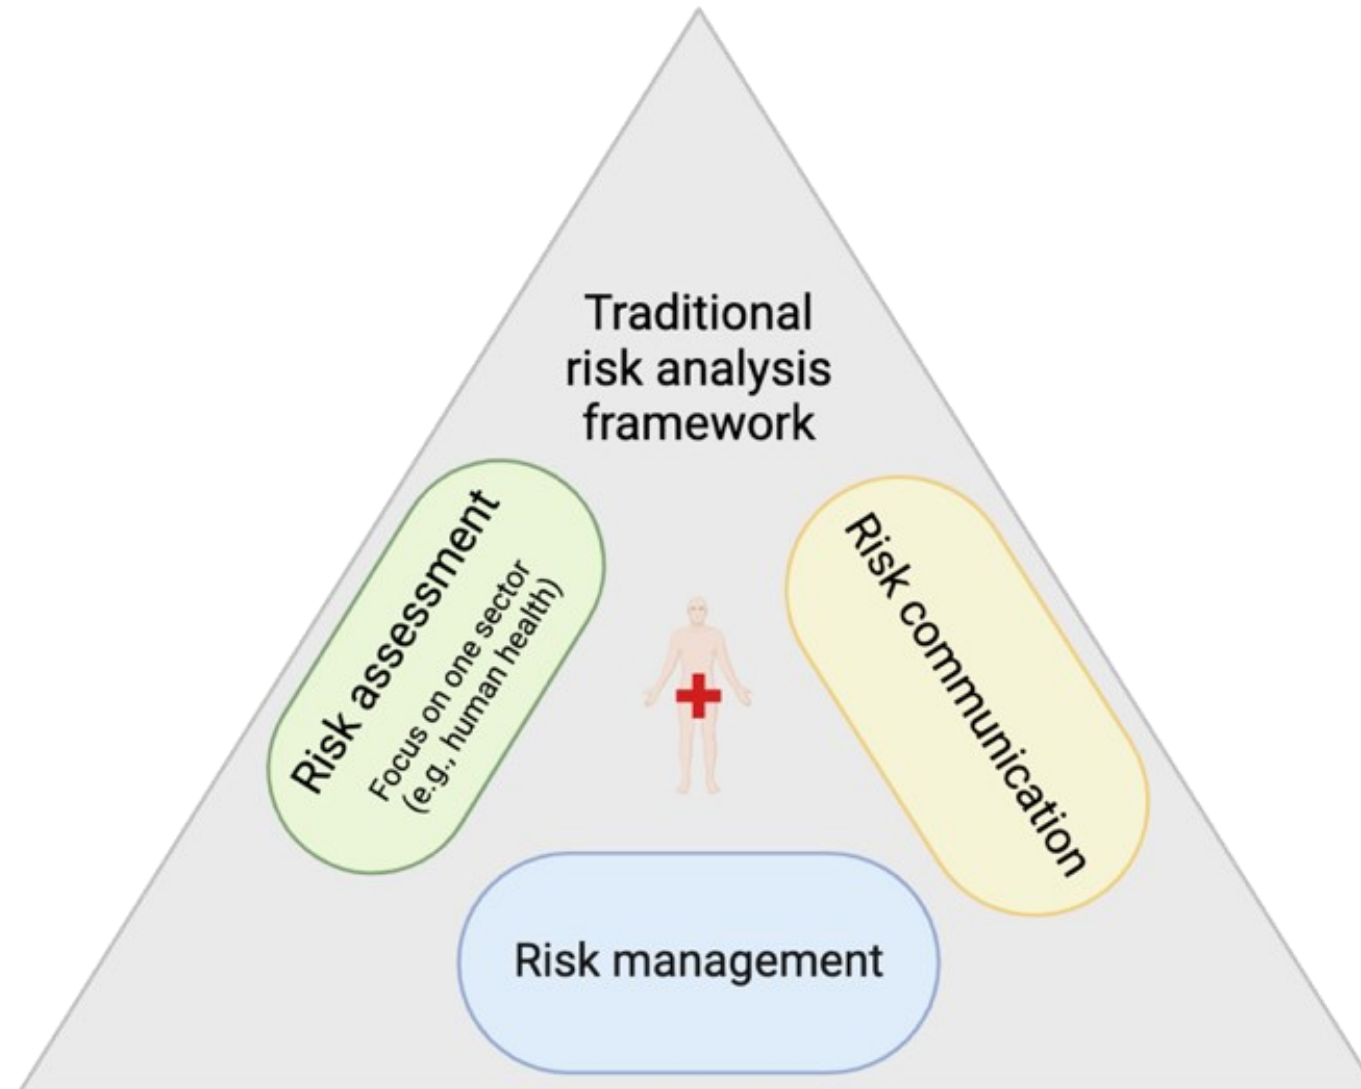 Traditional
risk analysis
framework
Risk assessment
Focus on one sector
(e.g., human health)
Risk communication
Risk management